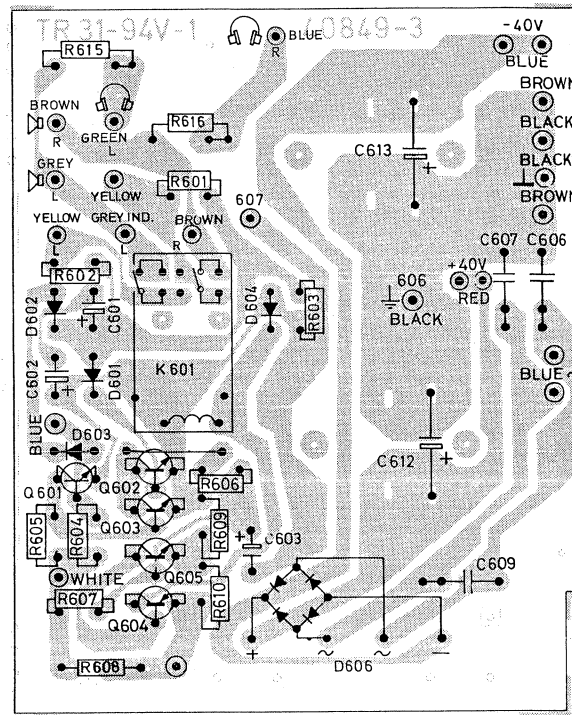 TR 31-94V-1 40849-3
R615
BLUE
R
-40V
BLUE
BROWN
BROWN
R
GREEN
L
R616
C613
BLACK
BLACK
GREY
L
YELLOW
R601
607
BROWN
YELLOW
L
GREY IND.
L
BROWN
R
C607 C606
R602
+40V
RED
606
BLACK
D602
C601
D604
R603
K601
C602
D601
BLUE
BLUE ~
D603
C612
Q601
Q602
R606
R605
R604
Q603
R609
C603
WHITE
Q605
C609
R607
R610
Q604
+ ~ ~ —
D606
R608